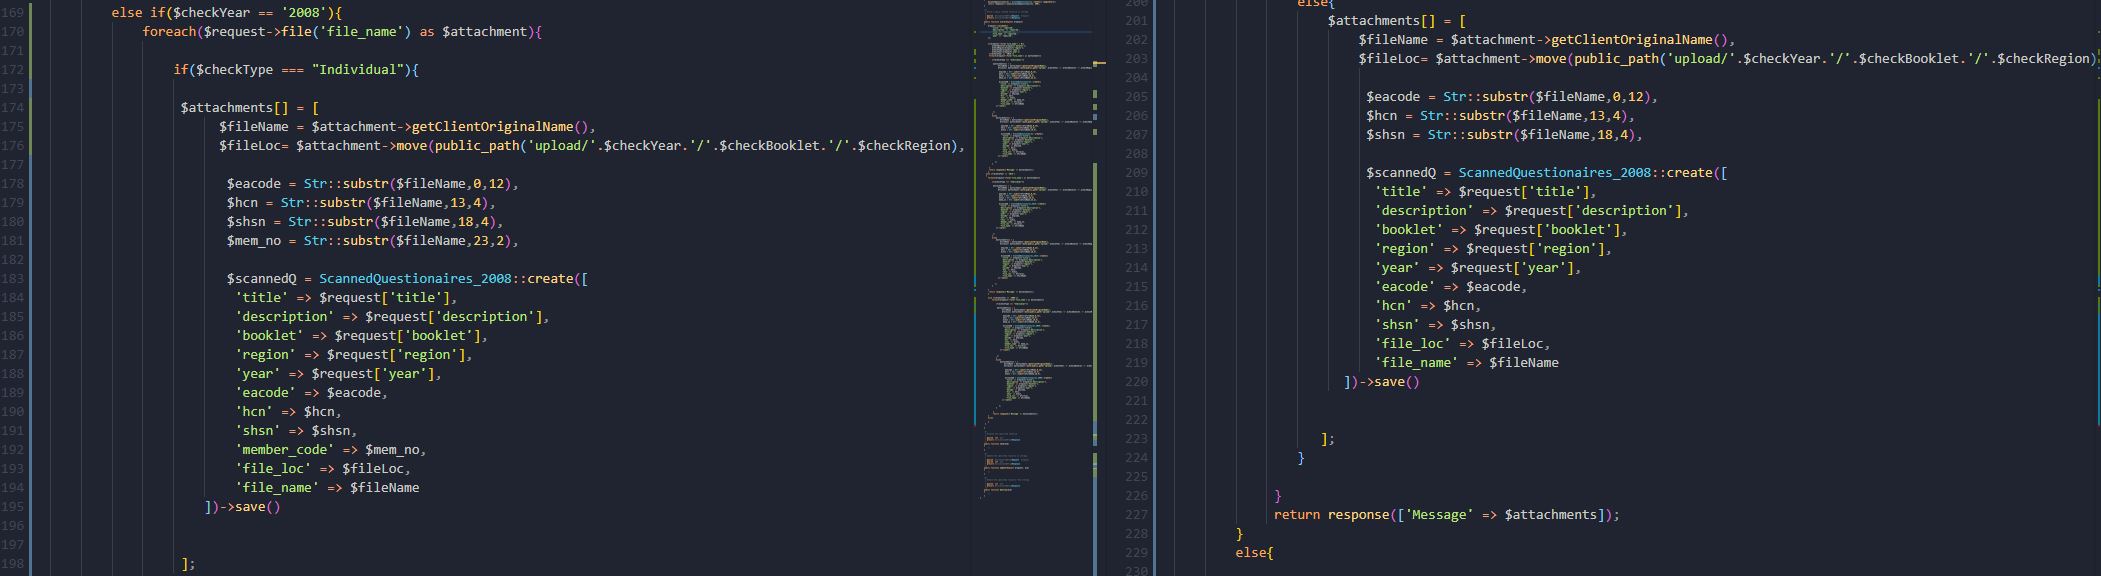 169 else if($checkYear == '2008'){
170 foreach($request->file('file_name') as $attachment){
171
172 if($checkType === "Individual"){
173
174 $attachments[] = [
175 $fileName = $attachment->getClientOriginalName(),
176 $fileLoc= $attachment->move(public_path('upload/'.$checkYear.'/'.$checkBooklet.'/'.$checkRegion),
177
178 $eacode = Str::substr($fileName,0,12),
179 $hcn = Str::substr($fileName,13,4),
180 $shsn = Str::substr($fileName,18,4),
181 $mem_no = Str::substr($fileName,23,2),
182
183 $scannedQ = ScannedQuestionaires_2008::create([
184 'title' => $request['title'],
185 'description' => $request['description'],
186 'booklet' => $request['booklet'],
187 'region' => $request['region'],
188 'year' => $request['year'],
189 'eacode' => $eacode,
190 'hcn' => $hcn,
191 'shsn' => $shsn,
192 'member_code' => $mem_no,
193 'file_loc' => $fileLoc,
194 'file_name' => $fileName
195 ])->save()
196
197
198 ];
200 else{
201 $attachments[] = [
202 $fileName = $attachment->getClientOriginalName(),
203 $fileLoc= $attachment->move(public_path('upload/'.$checkYear.'/'.$checkBooklet.'/'.$checkRegion)
204
205 $eacode = Str::substr($fileName,0,12),
206 $hcn = Str::substr($fileName,13,4),
207 $shsn = Str::substr($fileName,18,4),
208
209 $scannedQ = ScannedQuestionaires_2008::create([
210 'title' => $request['title'],
211 'description' => $request['description'],
212 'booklet' => $request['booklet'],
213 'region' => $request['region'],
214 'year' => $request['year'],
215 'eacode' => $eacode,
216 'hcn' => $hcn,
217 'shsn' => $shsn,
218 'file_loc' => $fileLoc,
219 'file_name' => $fileName
220 ])->save()
221
222
223 ];
224 }
225
226 }
227 return response(['Message' => $attachments]);
228 }
229 else{
230